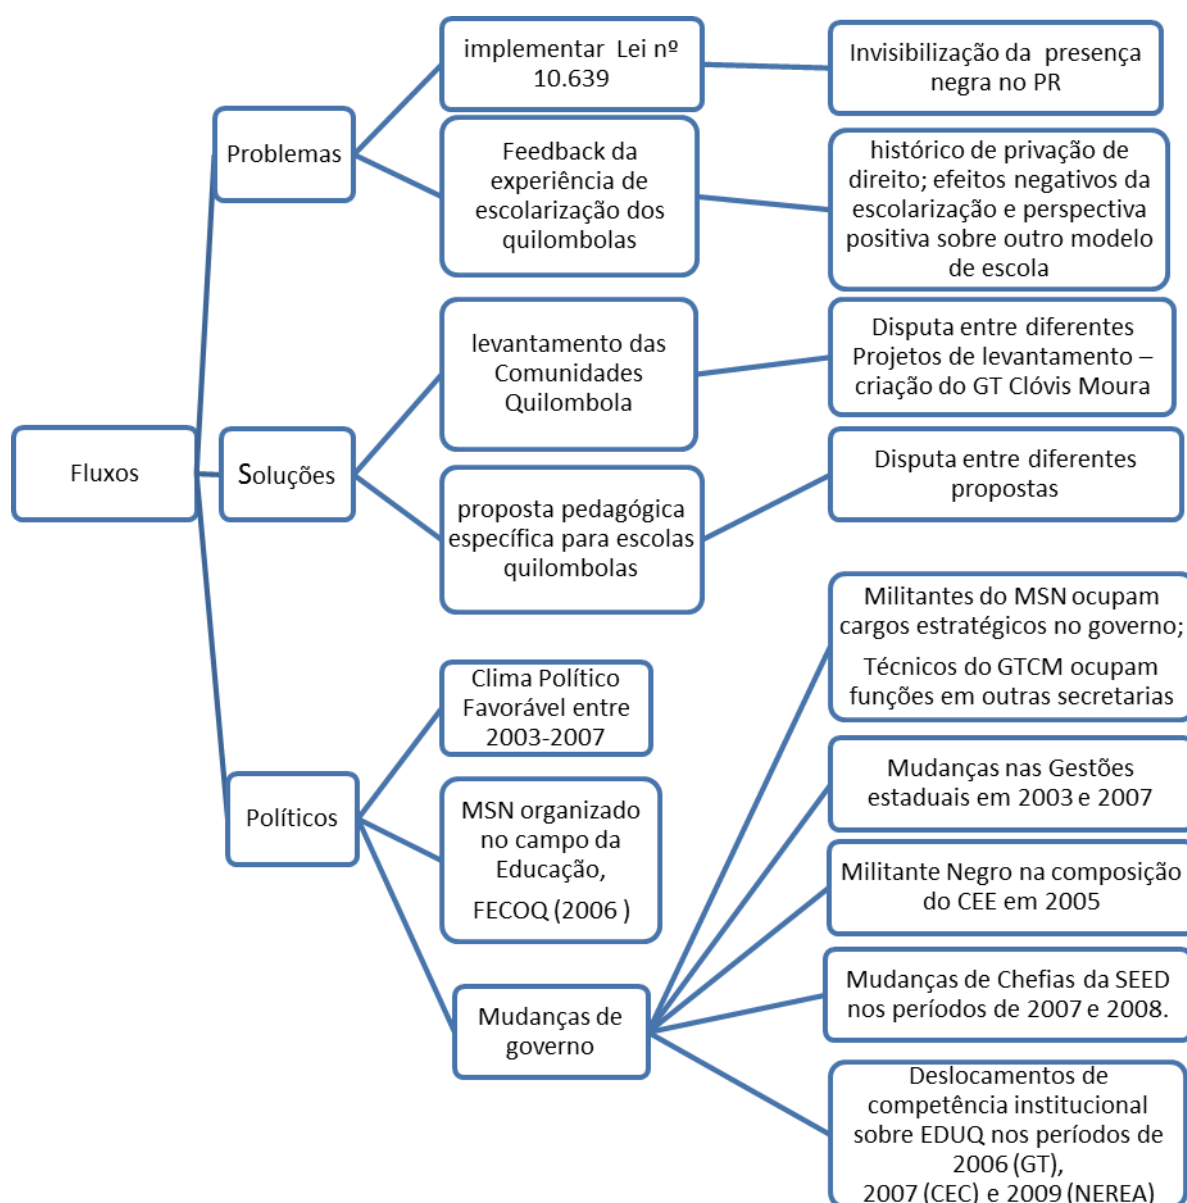 Fluxos
Problemas
implementar Lei nº
10.639
Invisibilização da presença
negra no PR
Feedback da
experiência de
escolarização dos
quilombolas
histórico de privação de
direito; efeitos negativos da
escolarização e perspectiva
positiva sobre outro modelo
de escola
Soluções
levantamento das
Comunidades
Quilombola
Disputa entre diferentes
Projetos de levantamento –
criação do GT Clóvis Moura
proposta pedagógica
específica para escolas
quilombolas
Disputa entre diferentes
propostas
Políticos
Clima Político
Favorável entre
2003-2007
MSN organizado
no campo da
Educação,
FECOQ (2006 )
Mudanças de
governo
Militantes do MSN ocupam
cargos estratégicos no governo;
Técnicos do GTCM ocupam
funções em outras secretarias
Mudanças nas Gestões
estaduais em 2003 e 2007
Militante Negro na composição
do CEE em 2005
Mudanças de Chefias da SEED
nos períodos de 2007 e 2008.
Deslocamentos de
competência institucional
sobre EDUQ nos períodos de
2006 (GT),
2007 (CEC) e 2009 (NEREA)